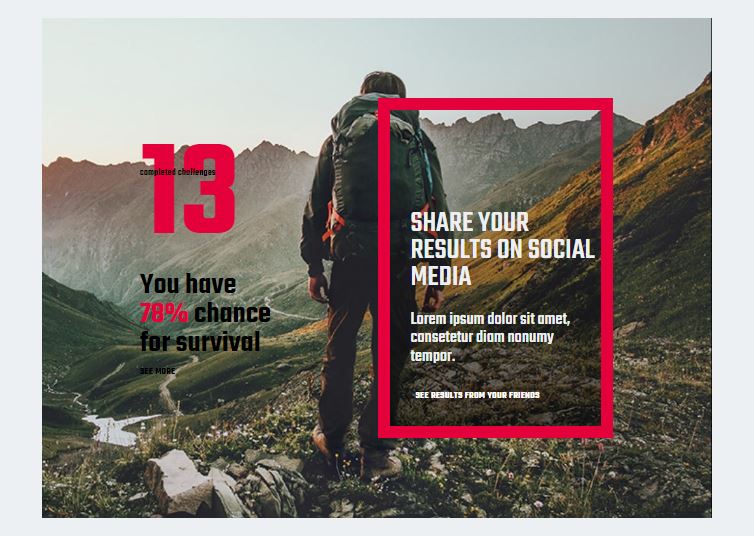 13
completed challenges
You have
78% chance
for survival
SEE MORE
SHARE YOUR
RESULTS ON SOCIAL
MEDIA
Lorem ipsum dolor sit amet,
consetetur diam nonumy
tempor.
SEE RESULTS FROM YOUR FRIENDS